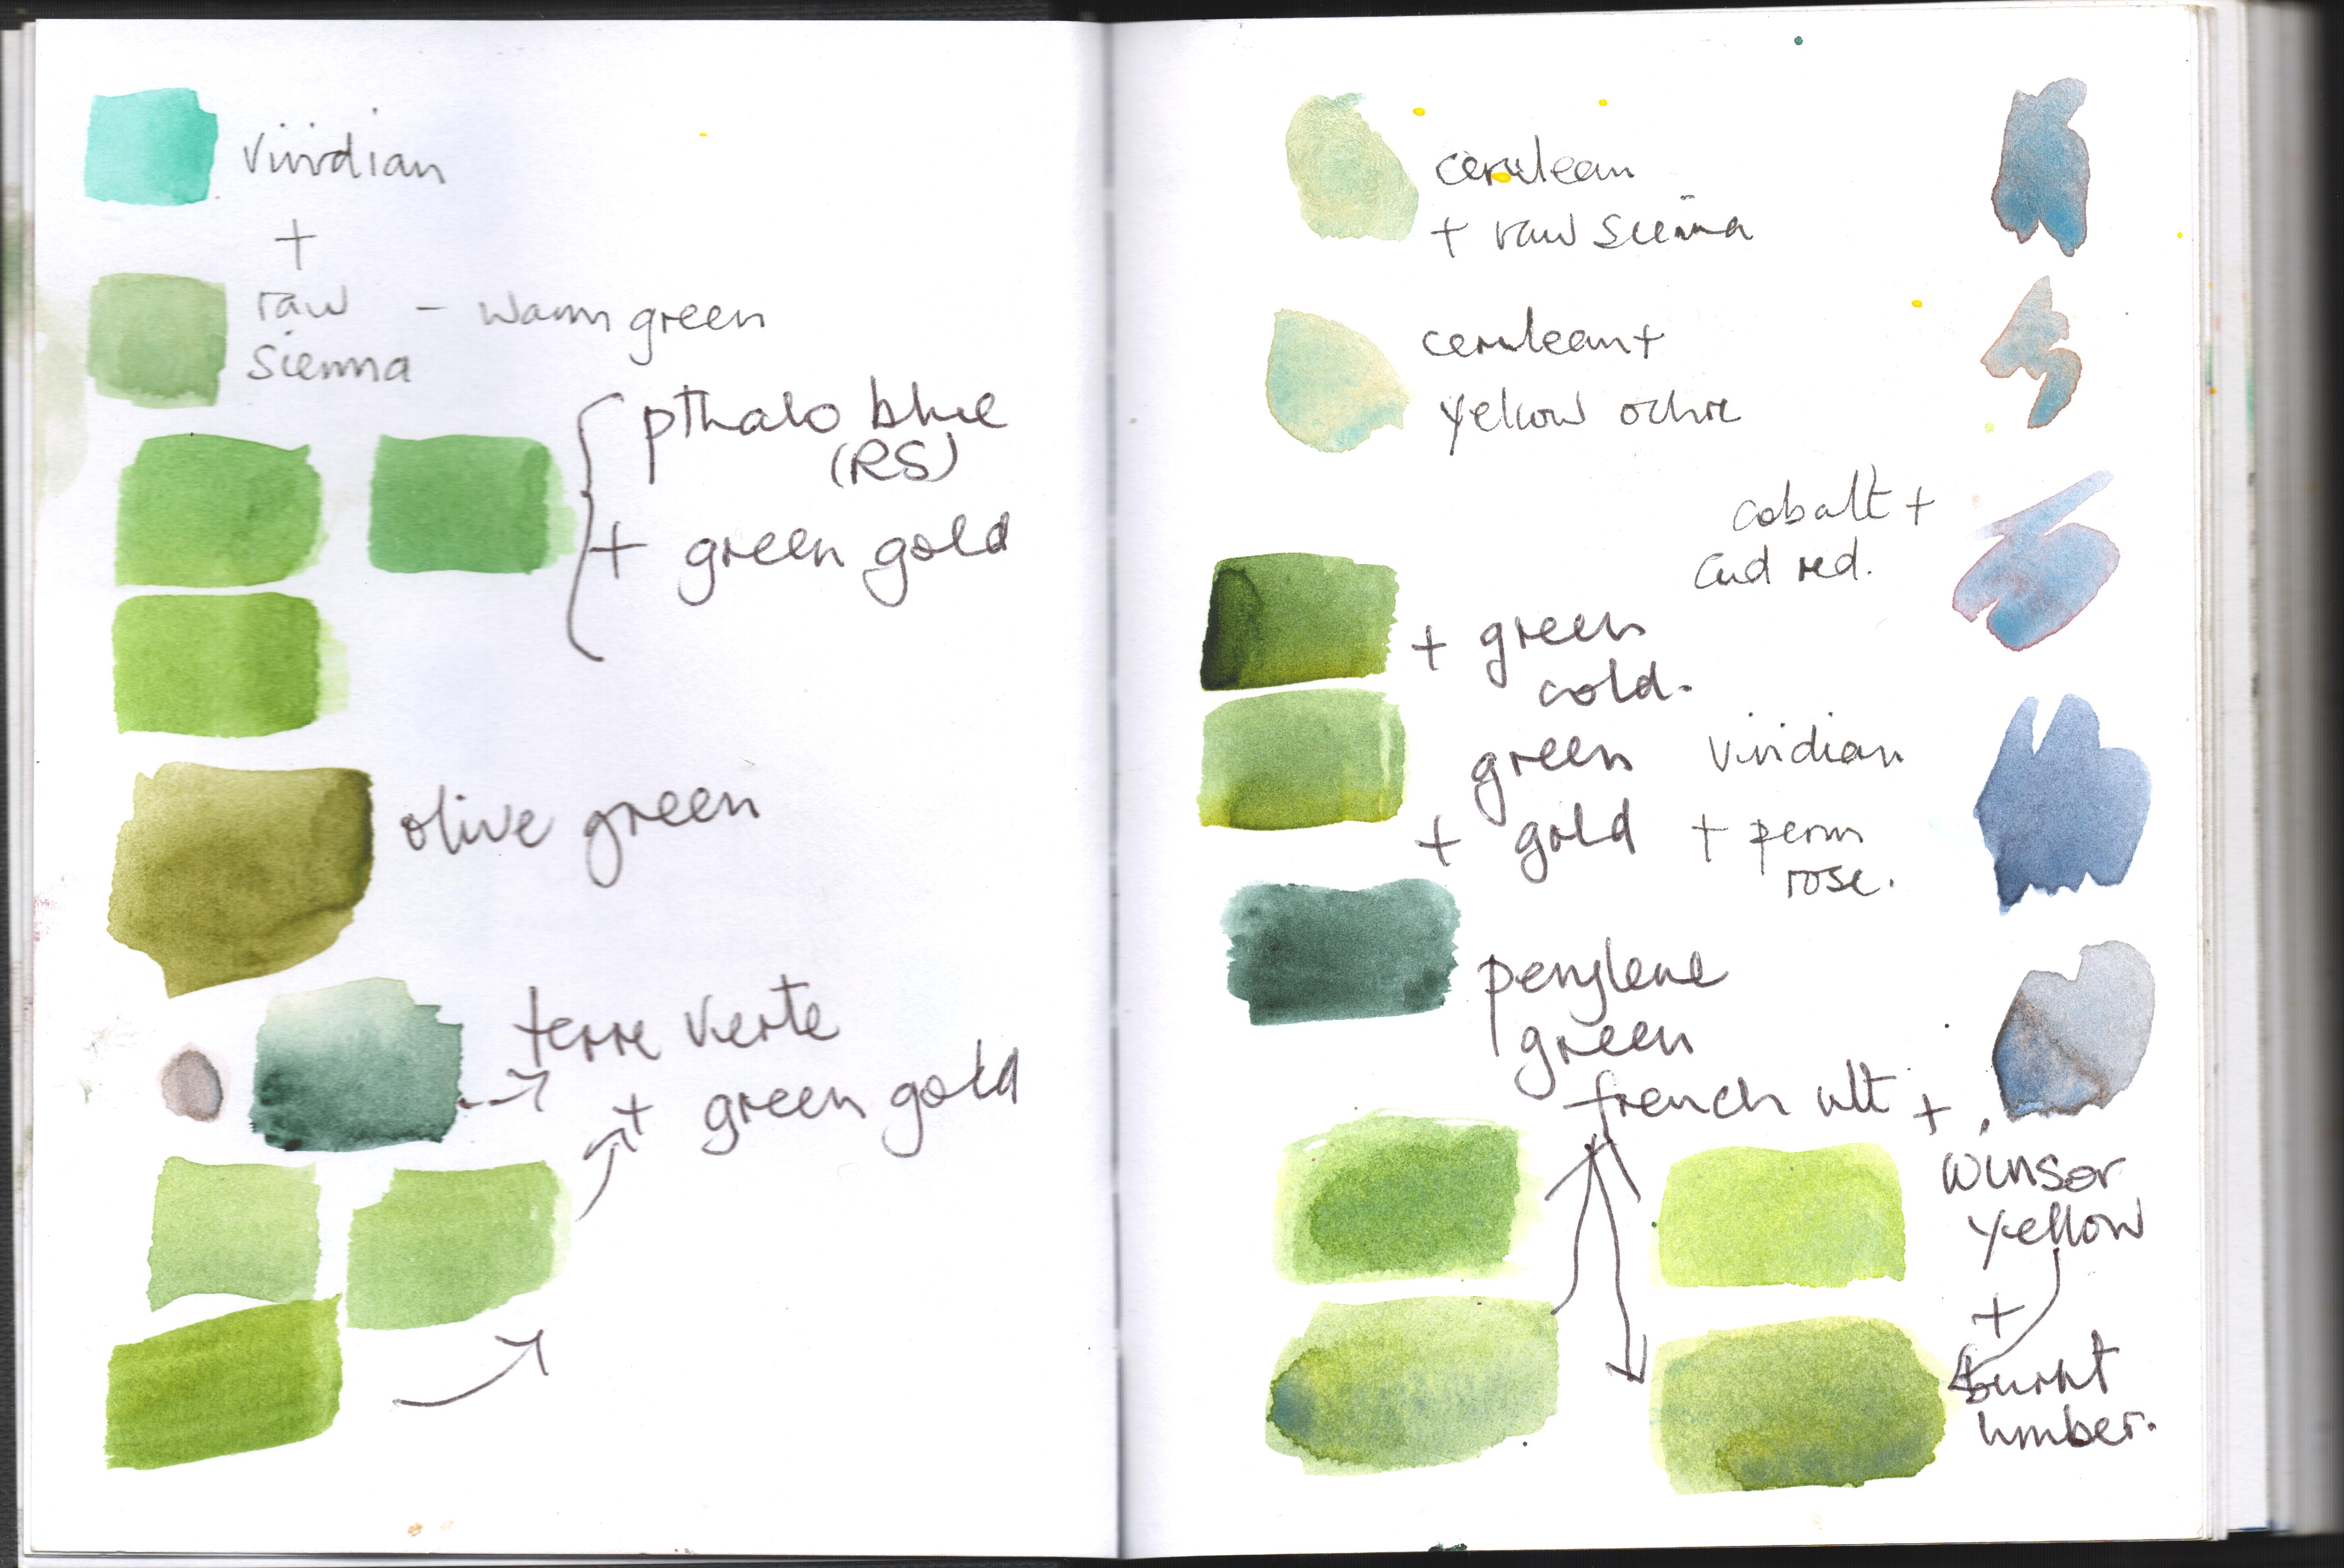 viridian
+
raw - warm green
sienna
pthalo blue
(RS)
+ green gold
olive green
terre verte
+ green gold
cerulean
+ raw sienna
cerulean +
yellow ochre
cobalt +
cad red.
+ green
cold.
green
+ gold
viridian
+ perm
rose.
perylene
green
french ult +
winsor
yellow
+
burnt
umber.